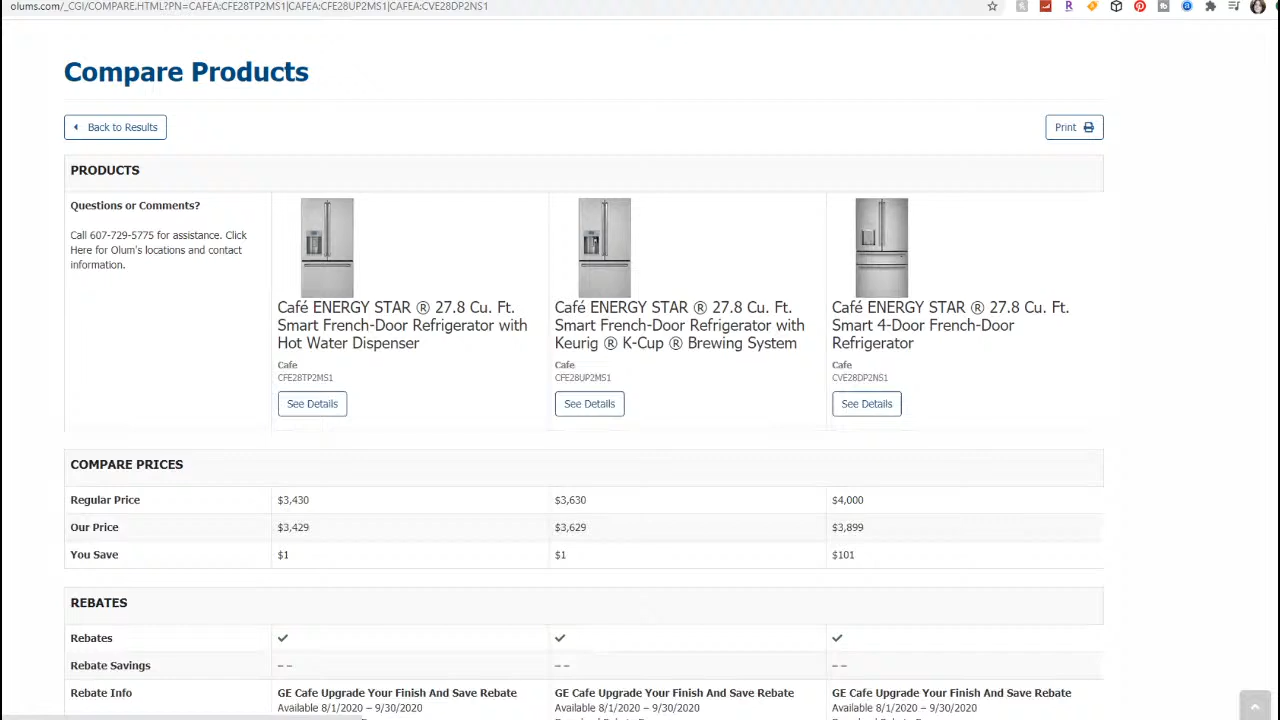 olums.com/_CGI/COMPARE.HTML?PN=CAFEA:CFE28TP2MS1|CAFEA:CFE28UP2MS1|CAFEA:CVE28DP2NS1
Compare Products
Back to Results
Print
PRODUCTS
Questions or Comments?
Call 607-729-5775 for assistance. Click
Here for Olum's locations and contact
information.
Café ENERGY STAR ® 27.8 Cu. Ft.
Smart French-Door Refrigerator with
Hot Water Dispenser
Cafe
CFE28TP2MS1
See Details
Café ENERGY STAR ® 27.8 Cu. Ft.
Smart French-Door Refrigerator with
Keurig ® K-Cup ® Brewing System
Cafe
CFE28UP2MS1
See Details
Café ENERGY STAR ® 27.8 Cu. Ft.
Smart 4-Door French-Door
Refrigerator
Cafe
CVE28DP2NS1
See Details
COMPARE PRICES
Regular Price $3,430 $3,630 $4,000
Our Price $3,429 $3,629 $3,899
You Save $1 $1 $101
REBATES
Rebates
Rebate Savings -- -- --
Rebate Info
GE Cafe Upgrade Your Finish And Save Rebate
Available 8/1/2020 – 9/30/2020
GE Cafe Upgrade Your Finish And Save Rebate
Available 8/1/2020 – 9/30/2020
GE Cafe Upgrade Your Finish And Save Rebate
Available 8/1/2020 – 9/30/2020